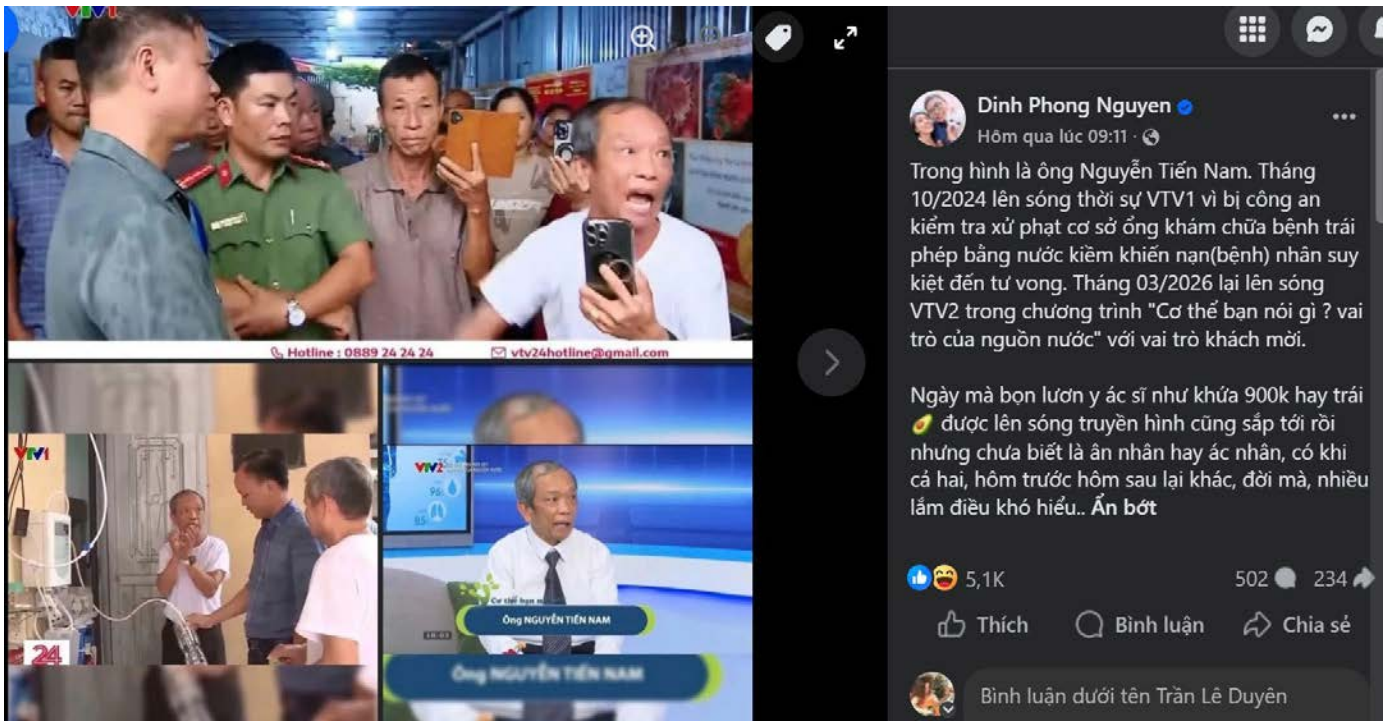 Hotline : 0889 24 24 24
vtv24hotline@gmail.com
VTV1
24
VTV2
96
85
Cơ thể bạn n
Ông NGUYỄN TIẾN NAM
18:03
Ông NGUYỄN TIẾN NAM
Dinh Phong Nguyen
Hôm qua lúc 09:11 ·
Trong hình là ông Nguyễn Tiến Nam. Tháng
10/2024 lên sóng thời sự VTV1 vì bị công an
kiểm tra xử phạt cơ sở ổng khám chữa bệnh trái
phép bằng nước kiềm khiến nạn(bệnh) nhân suy
kiệt đến tư vong. Tháng 03/2026 lại lên sóng
VTV2 trong chương trình "Cơ thể bạn nói gì ? vai
trò của nguồn nước" với vai trò khách mời.
Ngày mà bọn lươn y ác sĩ như khứa 900k hay trái
🥑 được lên sóng truyền hình cũng sắp tới rồi
nhưng chưa biết là ân nhân hay ác nhân, có khi
cả hai, hôm trước hôm sau lại khác, đời mà, nhiều
lắm điều khó hiểu.. Ẩn bớt
5,1K
502
234
Thích
Bình luận
Chia sẻ
Bình luận dưới tên Trần Lê Duyên